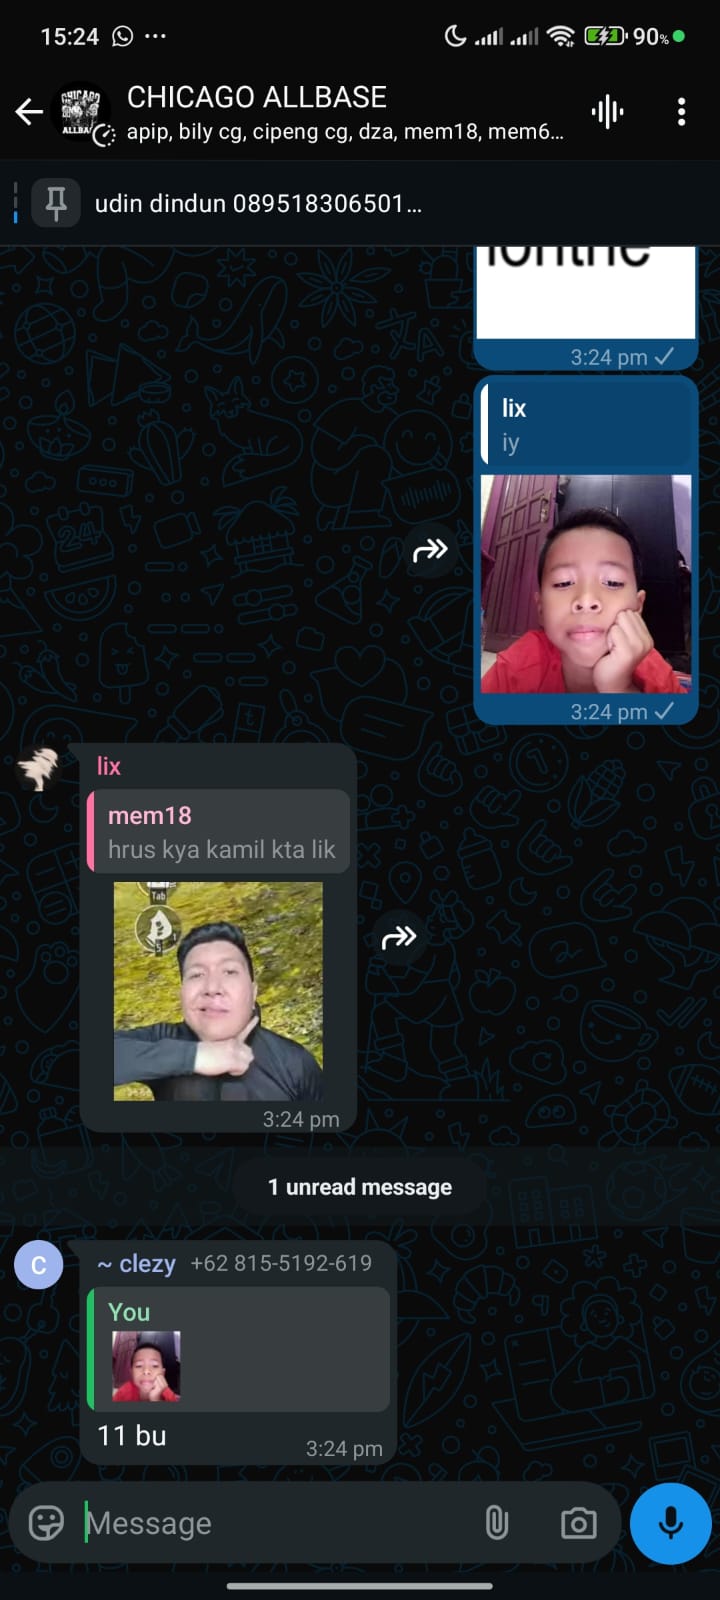 15:24
90%
CHICAGO ALLBASE
apip, bily cg, cipeng cg, dza, mem18, mem6...
udin dindun 089518306501...
3:24 pm
lix
iy
3:24 pm
lix
mem18
hrus kya kamil kta lik
Tab
3:24 pm
1 unread message
C
~ clezy +62 815-5192-619
You
11 bu
3:24 pm
Message